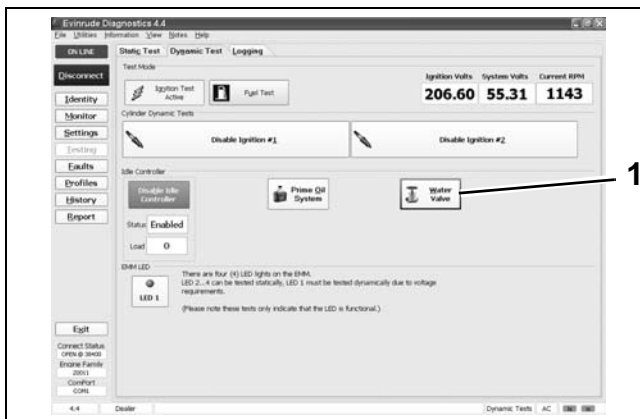 Evinrude Diagnostics 4.4
File Utilities Information View Notes Help
ON LINE
Static Test Dynamic Test Logging
Disconnect
Identity
Monitor
Settings
Testing
Faults
Profiles
History
Report
Exit
Connect Status
OPEN @ 38400
Engine Family
20011
ComPort
COM1
Test Mode
Ignition Test
Active
Fuel Test
Ignition Volts System Volts Current RPM
206.60 55.31 1143
Cylinder Dynamic Tests
Disable Ignition #1 Disable Ignition #2
Idle Controller
Disable Idle
Controller
Status Enabled
Load 0
Prime Oil
System
Water
Valve
1
EMM LED
LED 1
There are four (4) LED lights on the EMM.
LED 2...4 can be tested statically, LED 1 must be tested dynamically due to voltage
requirements.
(Please note these tests only indicate that the LED is functional.)
4.4 Dealer Dynamic Tests AC